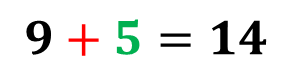 9 + 5 = 14